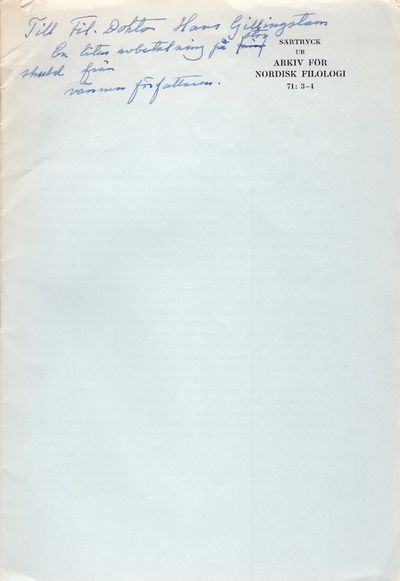 Till Fil. Doktor Hans Gillingstam
En liten avbetalning på stor
skuld från
vännen författaren.
SÄRTRYCK
UR
ARKIV FÖR
NORDISK FILOLOGI
71: 3–4